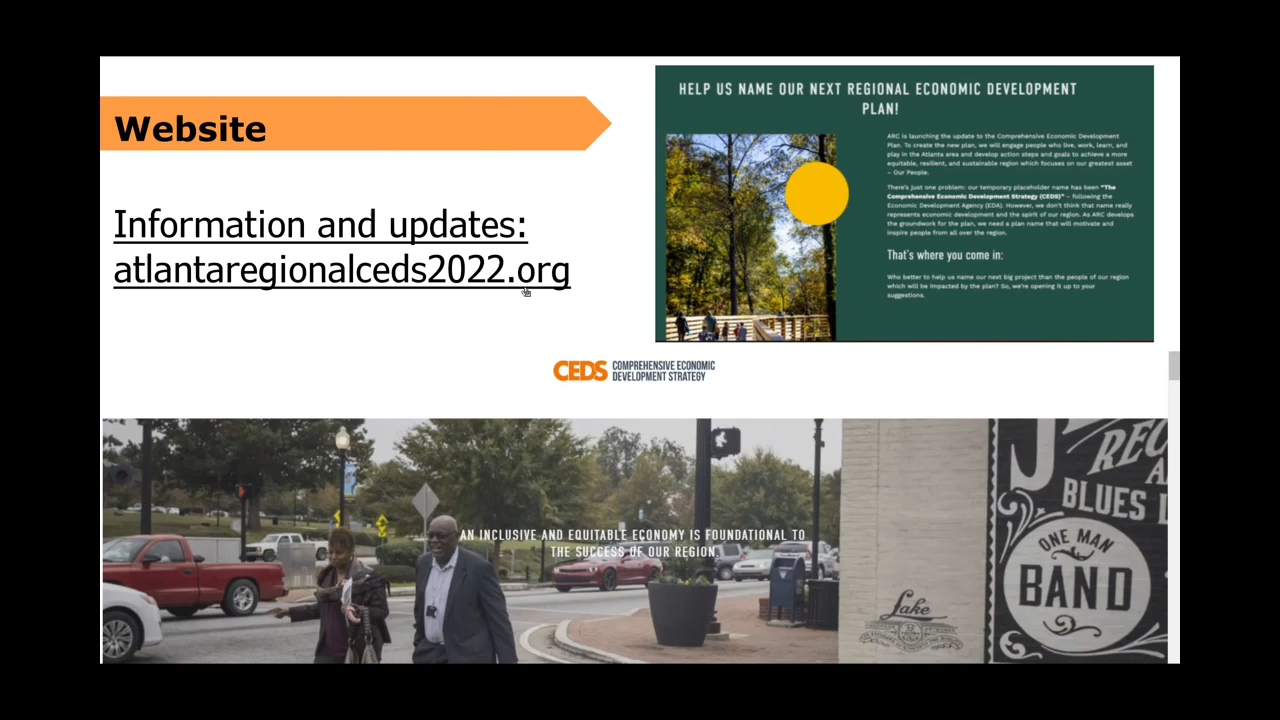 Website
Information and updates:
atlantaregionalceds2022.org
HELP US NAME OUR NEXT REGIONAL ECONOMIC DEVELOPMENT
PLAN!
ARC is launching the update to the Comprehensive Economic Development
Plan. To create the new plan, we will engage people who live, work, learn, and
play in the Atlanta area and develop action steps and goals to achieve a more
equitable, resilient, and sustainable region which focuses on our greatest asset
– Our People.
There's just one problem: our temporary placeholder name has been "The
Comprehensive Economic Development Strategy (CEDS)" – following the
Economic Development Agency (EDA). However, we don't think that name really
represents economic development and the spirit of our region. As ARC develops
the groundwork for the plan, we need a plan name that will motivate and
inspire people from all over the region.
That's where you come in:
Who better to help us name our next big project than the people of our region
which will be impacted by the plan? So, we're opening it up to your
suggestions.
CEDS COMPREHENSIVE ECONOMIC
DEVELOPMENT STRATEGY
AN INCLUSIVE AND EQUITABLE ECONOMY IS FOUNDATIONAL TO
THE SUCCESS OF OUR REGION
J
REC
A
BLUES
ONE MAN
BAND
Lake